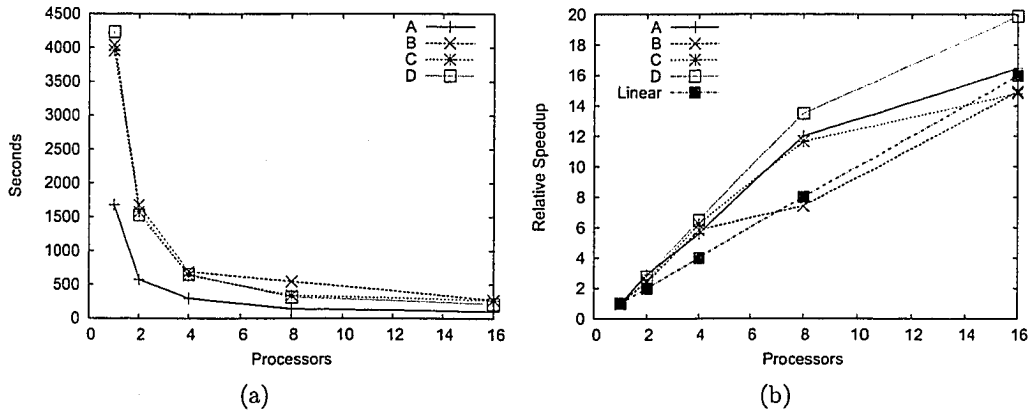 A
B
C
D
4500
4000
3500
3000
2500
2000
1500
1000
500
0
Seconds
0 2 4 6 8 10 12 14 16
Processors
(a)
A
B
C
D
Linear
20
18
16
14
12
10
8
6
4
2
0
Relative Speedup
0 2 4 6 8 10 12 14 16
Processors
(b)